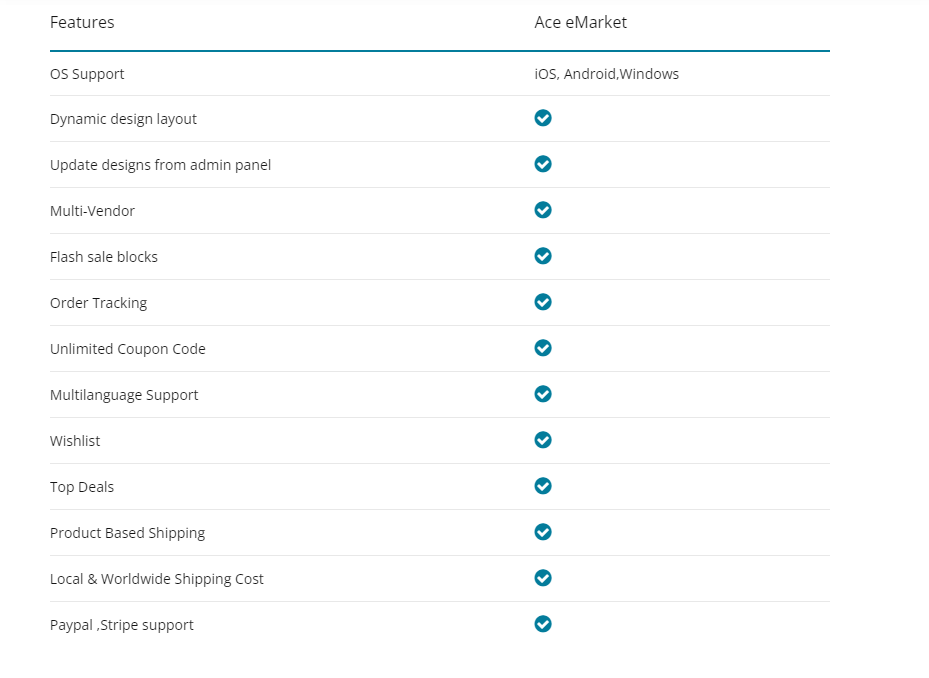 Features Ace eMarket
OS Support iOS, Android,Windows
Dynamic design layout
Update designs from admin panel
Multi-Vendor
Flash sale blocks
Order Tracking
Unlimited Coupon Code
Multilanguage Support
Wishlist
Top Deals
Product Based Shipping
Local & Worldwide Shipping Cost
Paypal ,Stripe support